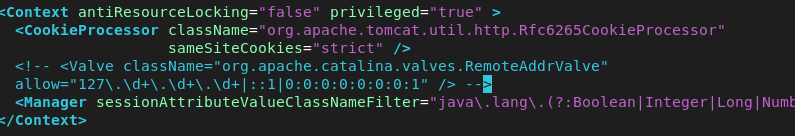 <Context antiResourceLocking="false" privileged="true" >
<CookieProcessor className="org.apache.tomcat.util.http.Rfc6265CookieProcessor"
sameSiteCookies="strict" />
<!-- <Valve className="org.apache.catalina.valves.RemoteAddrValve"
allow="127\.\d+\.\d+\.\d+|::1|0:0:0:0:0:0:0:1" /> -->
<Manager sessionAttributeValueClassNameFilter="java\.lang\.(?:Boolean|Integer|Long|Numb
</Context>